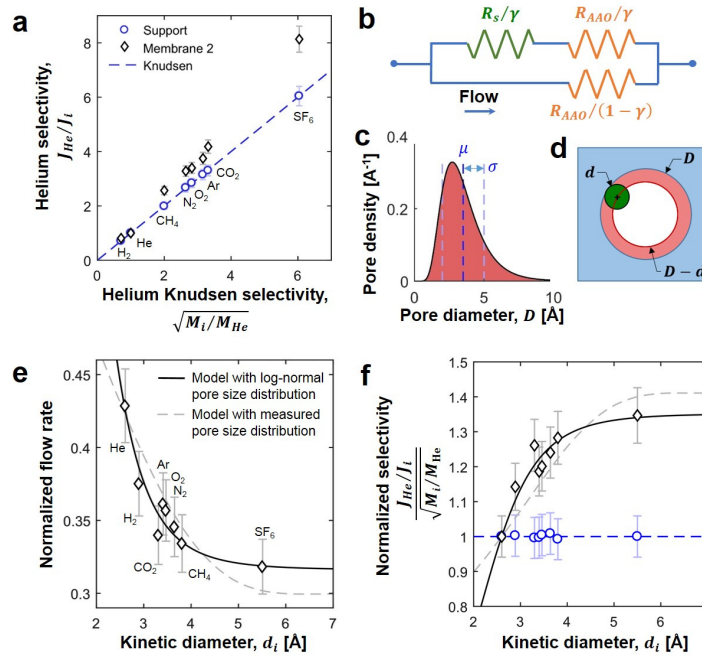 a
Support
Membrane 2
Knudsen
Helium selectivity,
J_He/J_i
8
6
4
2
0
0
2
4
6
SF₆
CO₂
Ar
O₂
N₂
CH₄
He
H₂
Helium Knudsen selectivity,
√M_i/M_He
b
R_s/γ
R_AAO/γ
Flow
R_AAO/(1 − γ)
c
Pore density [A⁻¹]
0.4
0.2
0
μ
σ
0
5
10
Pore diameter, D [Å]
d
d
D
e
Normalized flow rate
0.45
0.4
0.35
0.3
Model with log-normal
pore size distribution
Model with measured
pore size distribution
He
H₂
Ar
O₂
N₂
CO₂
CH₄
SF₆
2
3
4
5
6
7
Kinetic diameter, d_i [Å]
f
Normalized selectivity
J_He/J_i
√M_i/M_He
1.5
1.4
1.3
1.2
1.1
1
0.9
0.8
2
3
4
5
6
Kinetic diameter, d_i [Å]